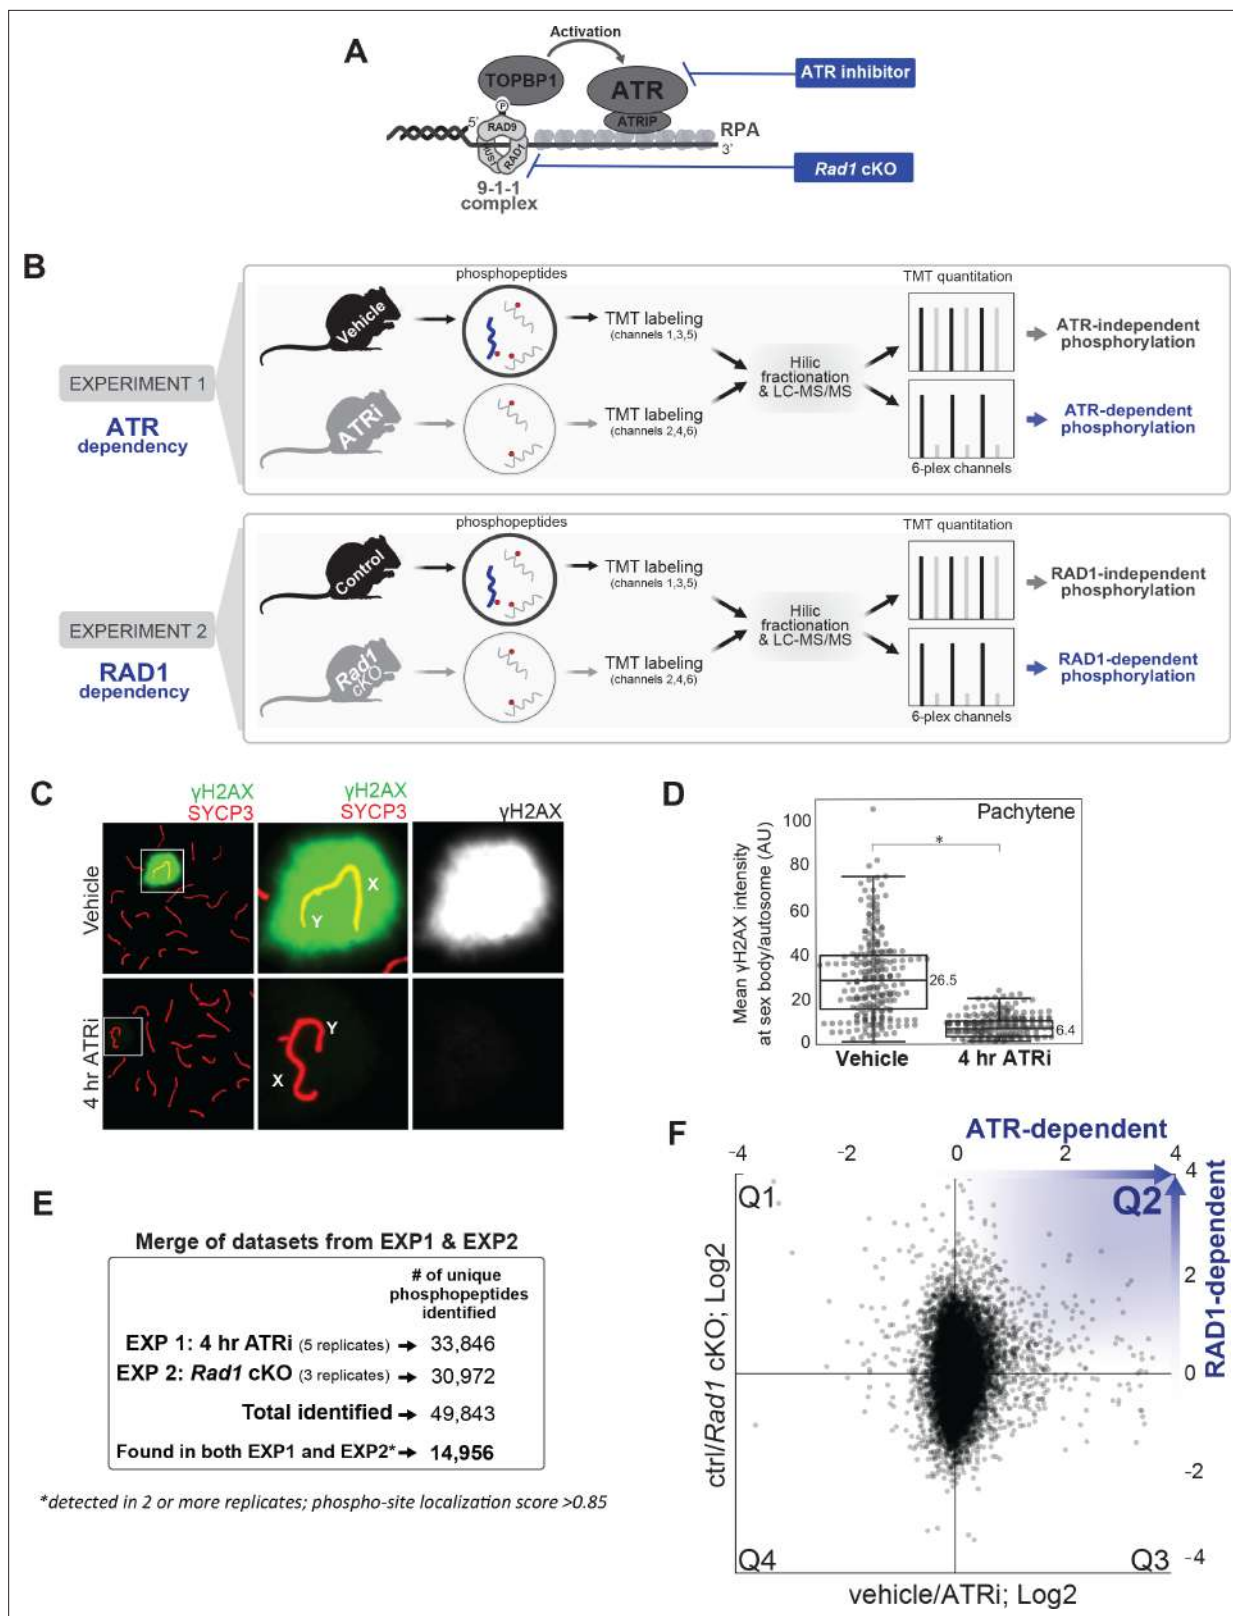 A
Activation
TOPBP1
ATR
ATR inhibitor
P
ATRIP
5'
RAD9
RPA
HUS1
RAD1
3'
Rad1 cKO
9-1-1
complex
B
phosphopeptides
TMT quantitation
Vehicle
TMT labeling
(channels 1,3,5)
ATR-independent
phosphorylation
EXPERIMENT 1
ATR
dependency
Hilic
fractionation
& LC-MS/MS
ATRi
TMT labeling
(channels 2,4,6)
ATR-dependent
phosphorylation
6-plex channels
phosphopeptides
TMT quantitation
Control
TMT labeling
(channels 1,3,5)
RAD1-independent
phosphorylation
EXPERIMENT 2
RAD1
dependency
Hilic
fractionation
& LC-MS/MS
Rad1
cKO
TMT labeling
(channels 2,4,6)
RAD1-dependent
phosphorylation
6-plex channels
C
γH2AX
SYCP3
γH2AX
SYCP3
γH2AX
Vehicle
X
Y
4 hr ATRi
Y
X
D
Pachytene
Mean γH2AX intensity
at sex body/autosome (AU)
100
80
60
40
20
0
*
26.5
6.4
Vehicle
4 hr ATRi
E
Merge of datasets from EXP1 & EXP2
# of unique
phosphopeptides
identified
EXP 1: 4 hr ATRi (5 replicates) → 33,846
EXP 2: Rad1 cKO (3 replicates) → 30,972
Total identified → 49,843
Found in both EXP1 and EXP2* → 14,956
*detected in 2 or more replicates; phospho-site localization score >0.85
F
ATR-dependent
-4 -2 0 2 4
Q1
Q2
4
2
0
-2
-4
RAD1-dependent
ctrl/Rad1 cKO; Log2
Q4
Q3
vehicle/ATRi; Log2